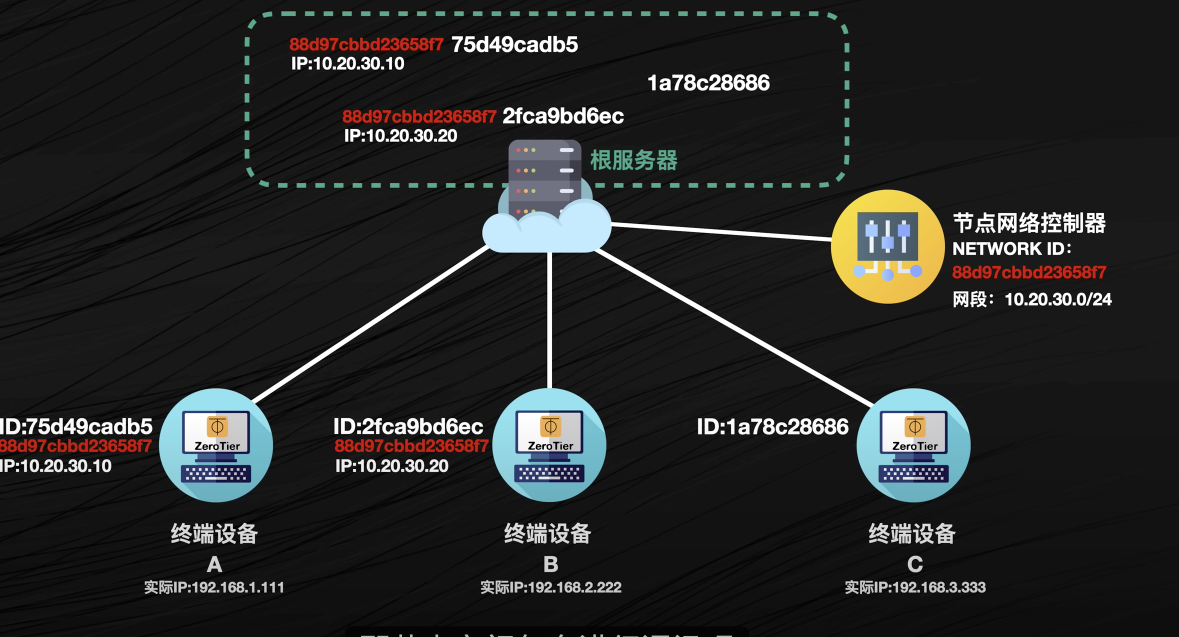 88d97cbbd23658f7 75d49cadb5
IP:10.20.30.10
1a78c28686
88d97cbbd23658f7 2fca9bd6ec
IP:10.20.30.20
根服务器
节点网络控制器
NETWORK ID:
88d97cbbd23658f7
网段：10.20.30.0/24
ID:75d49cadb5
88d97cbbd23658f7
IP:10.20.30.10
ZeroTier
终端设备
A
实际IP:192.168.1.111
ID:2fca9bd6ec
88d97cbbd23658f7
IP:10.20.30.20
ZeroTier
终端设备
B
实际IP:192.168.2.222
ID:1a78c28686
ZeroTier
终端设备
C
实际IP:192.168.3.333